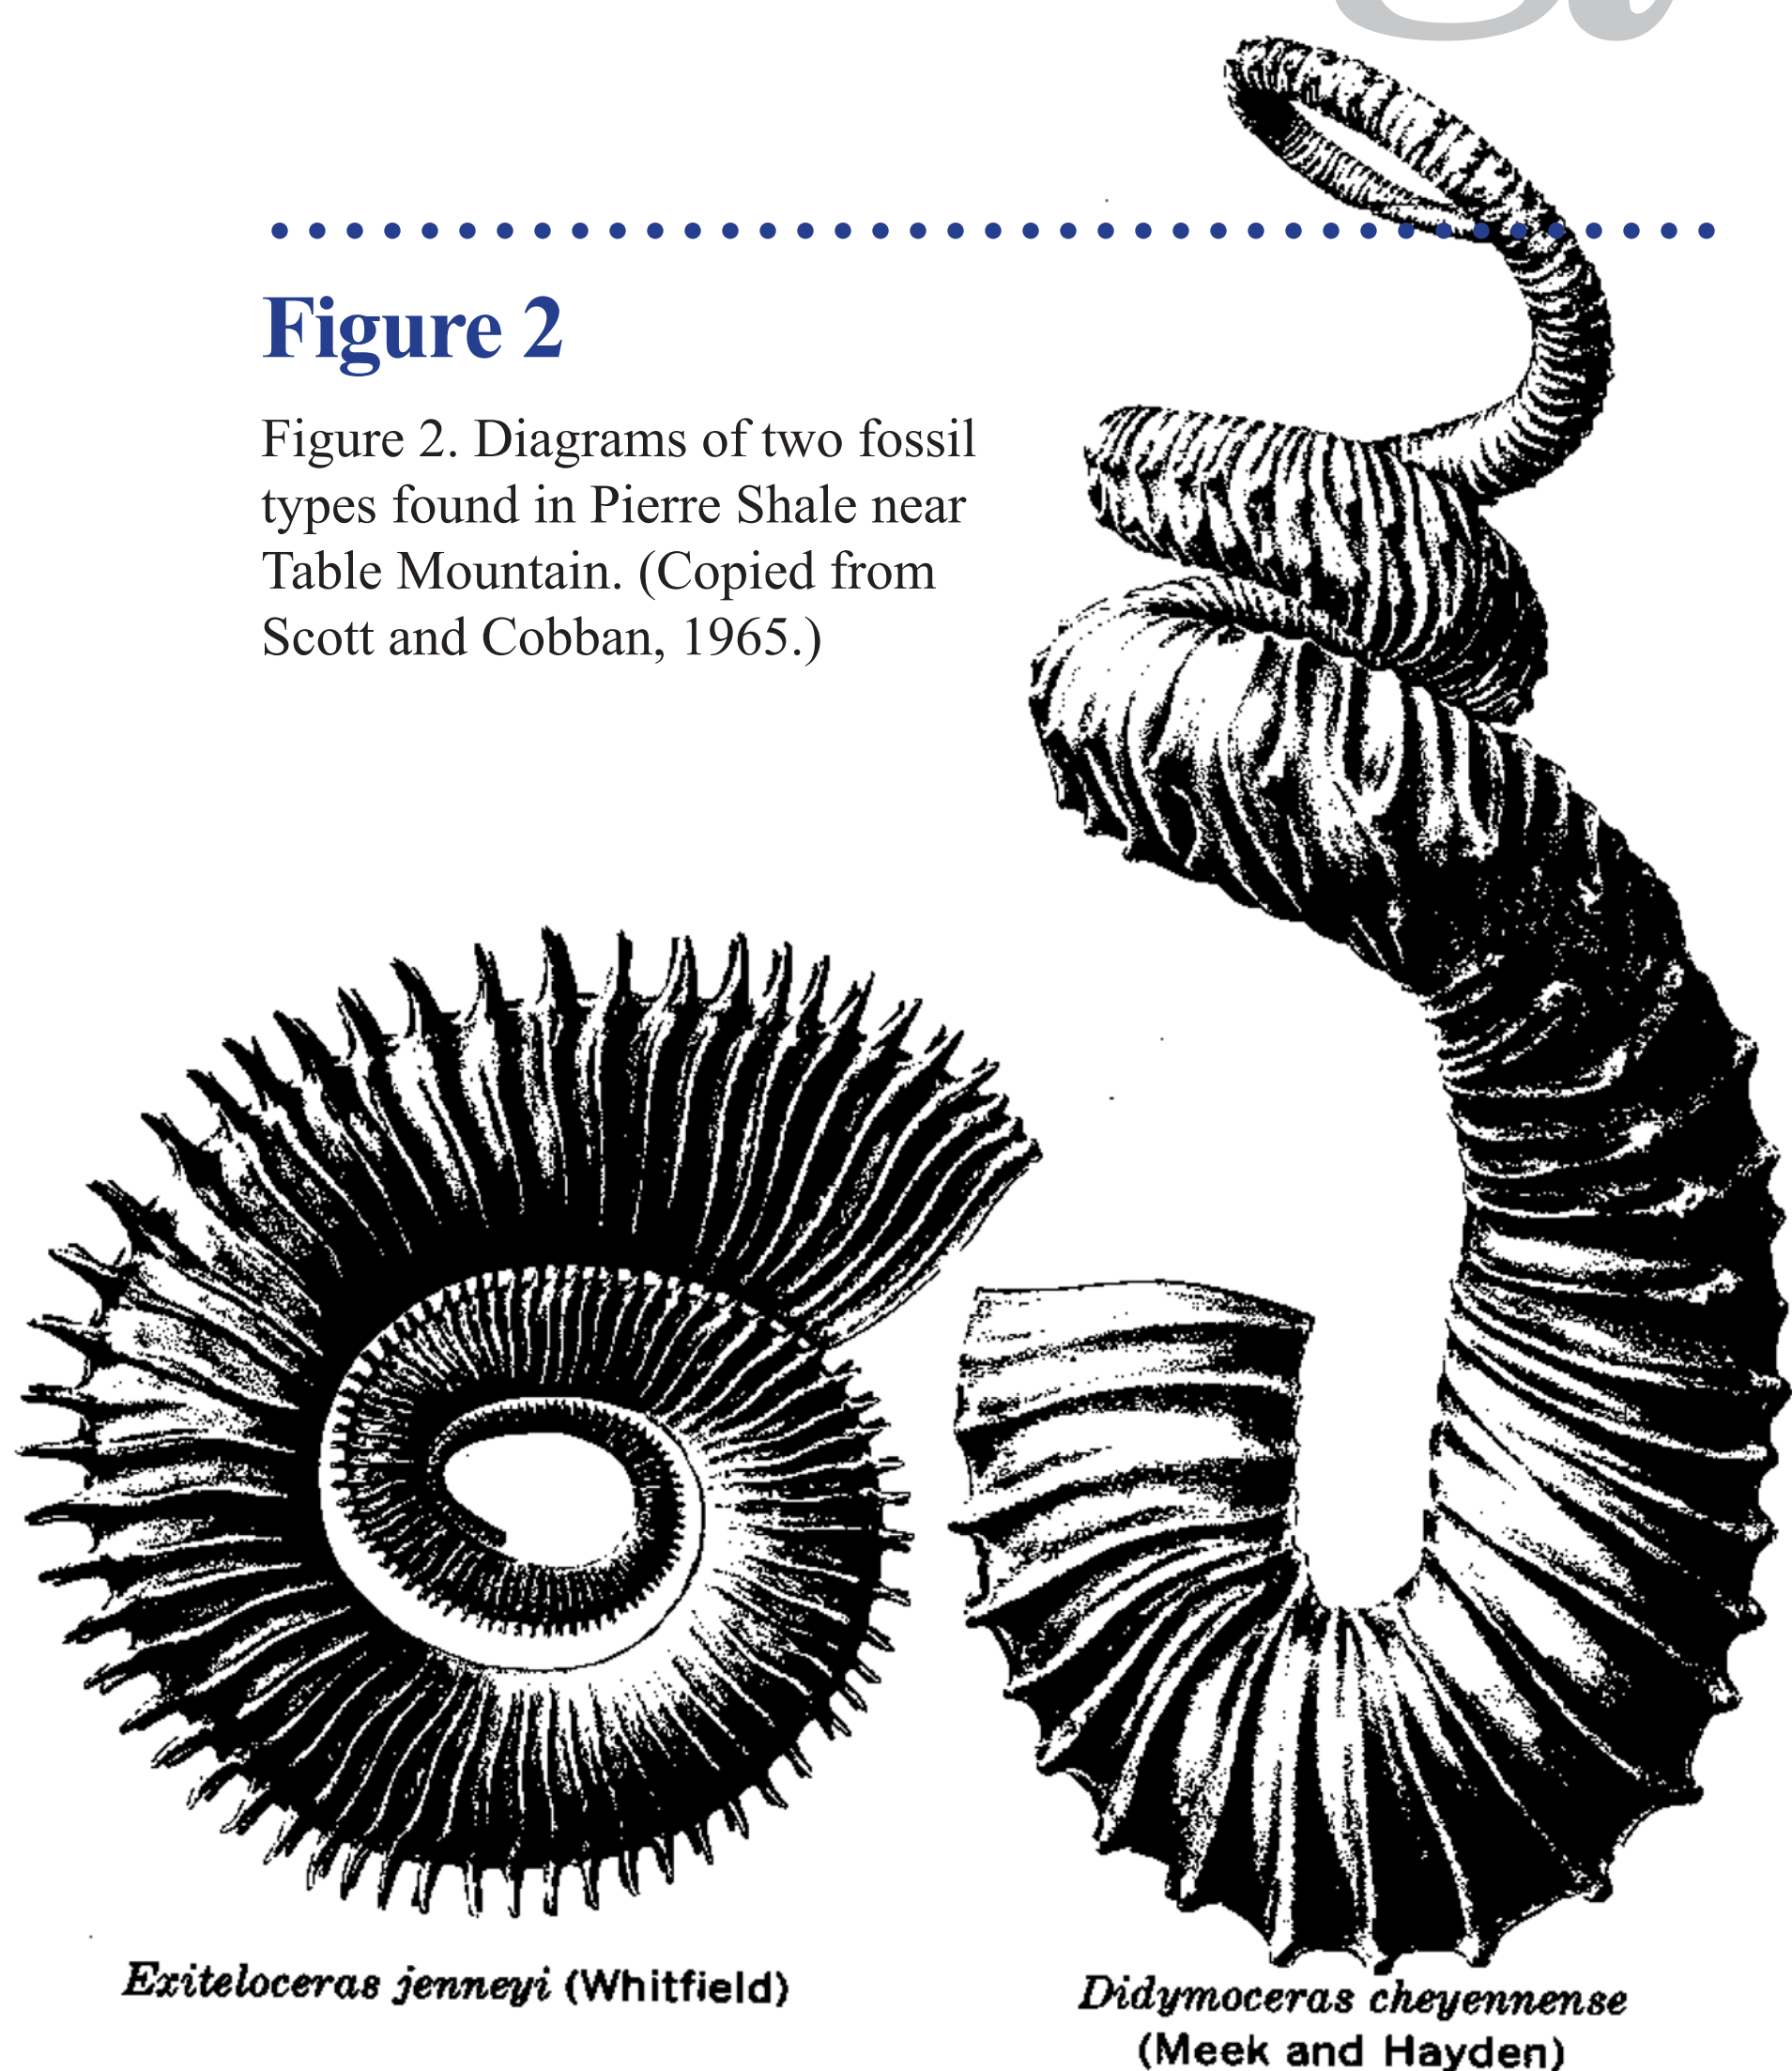 Figure 2
Figure 2. Diagrams of two fossil
types found in Pierre Shale near
Table Mountain. (Copied from
Scott and Cobban, 1965.)
Exiteloceras jenneyi (Whitfield)
Didymoceras cheyennense
(Meek and Hayden)